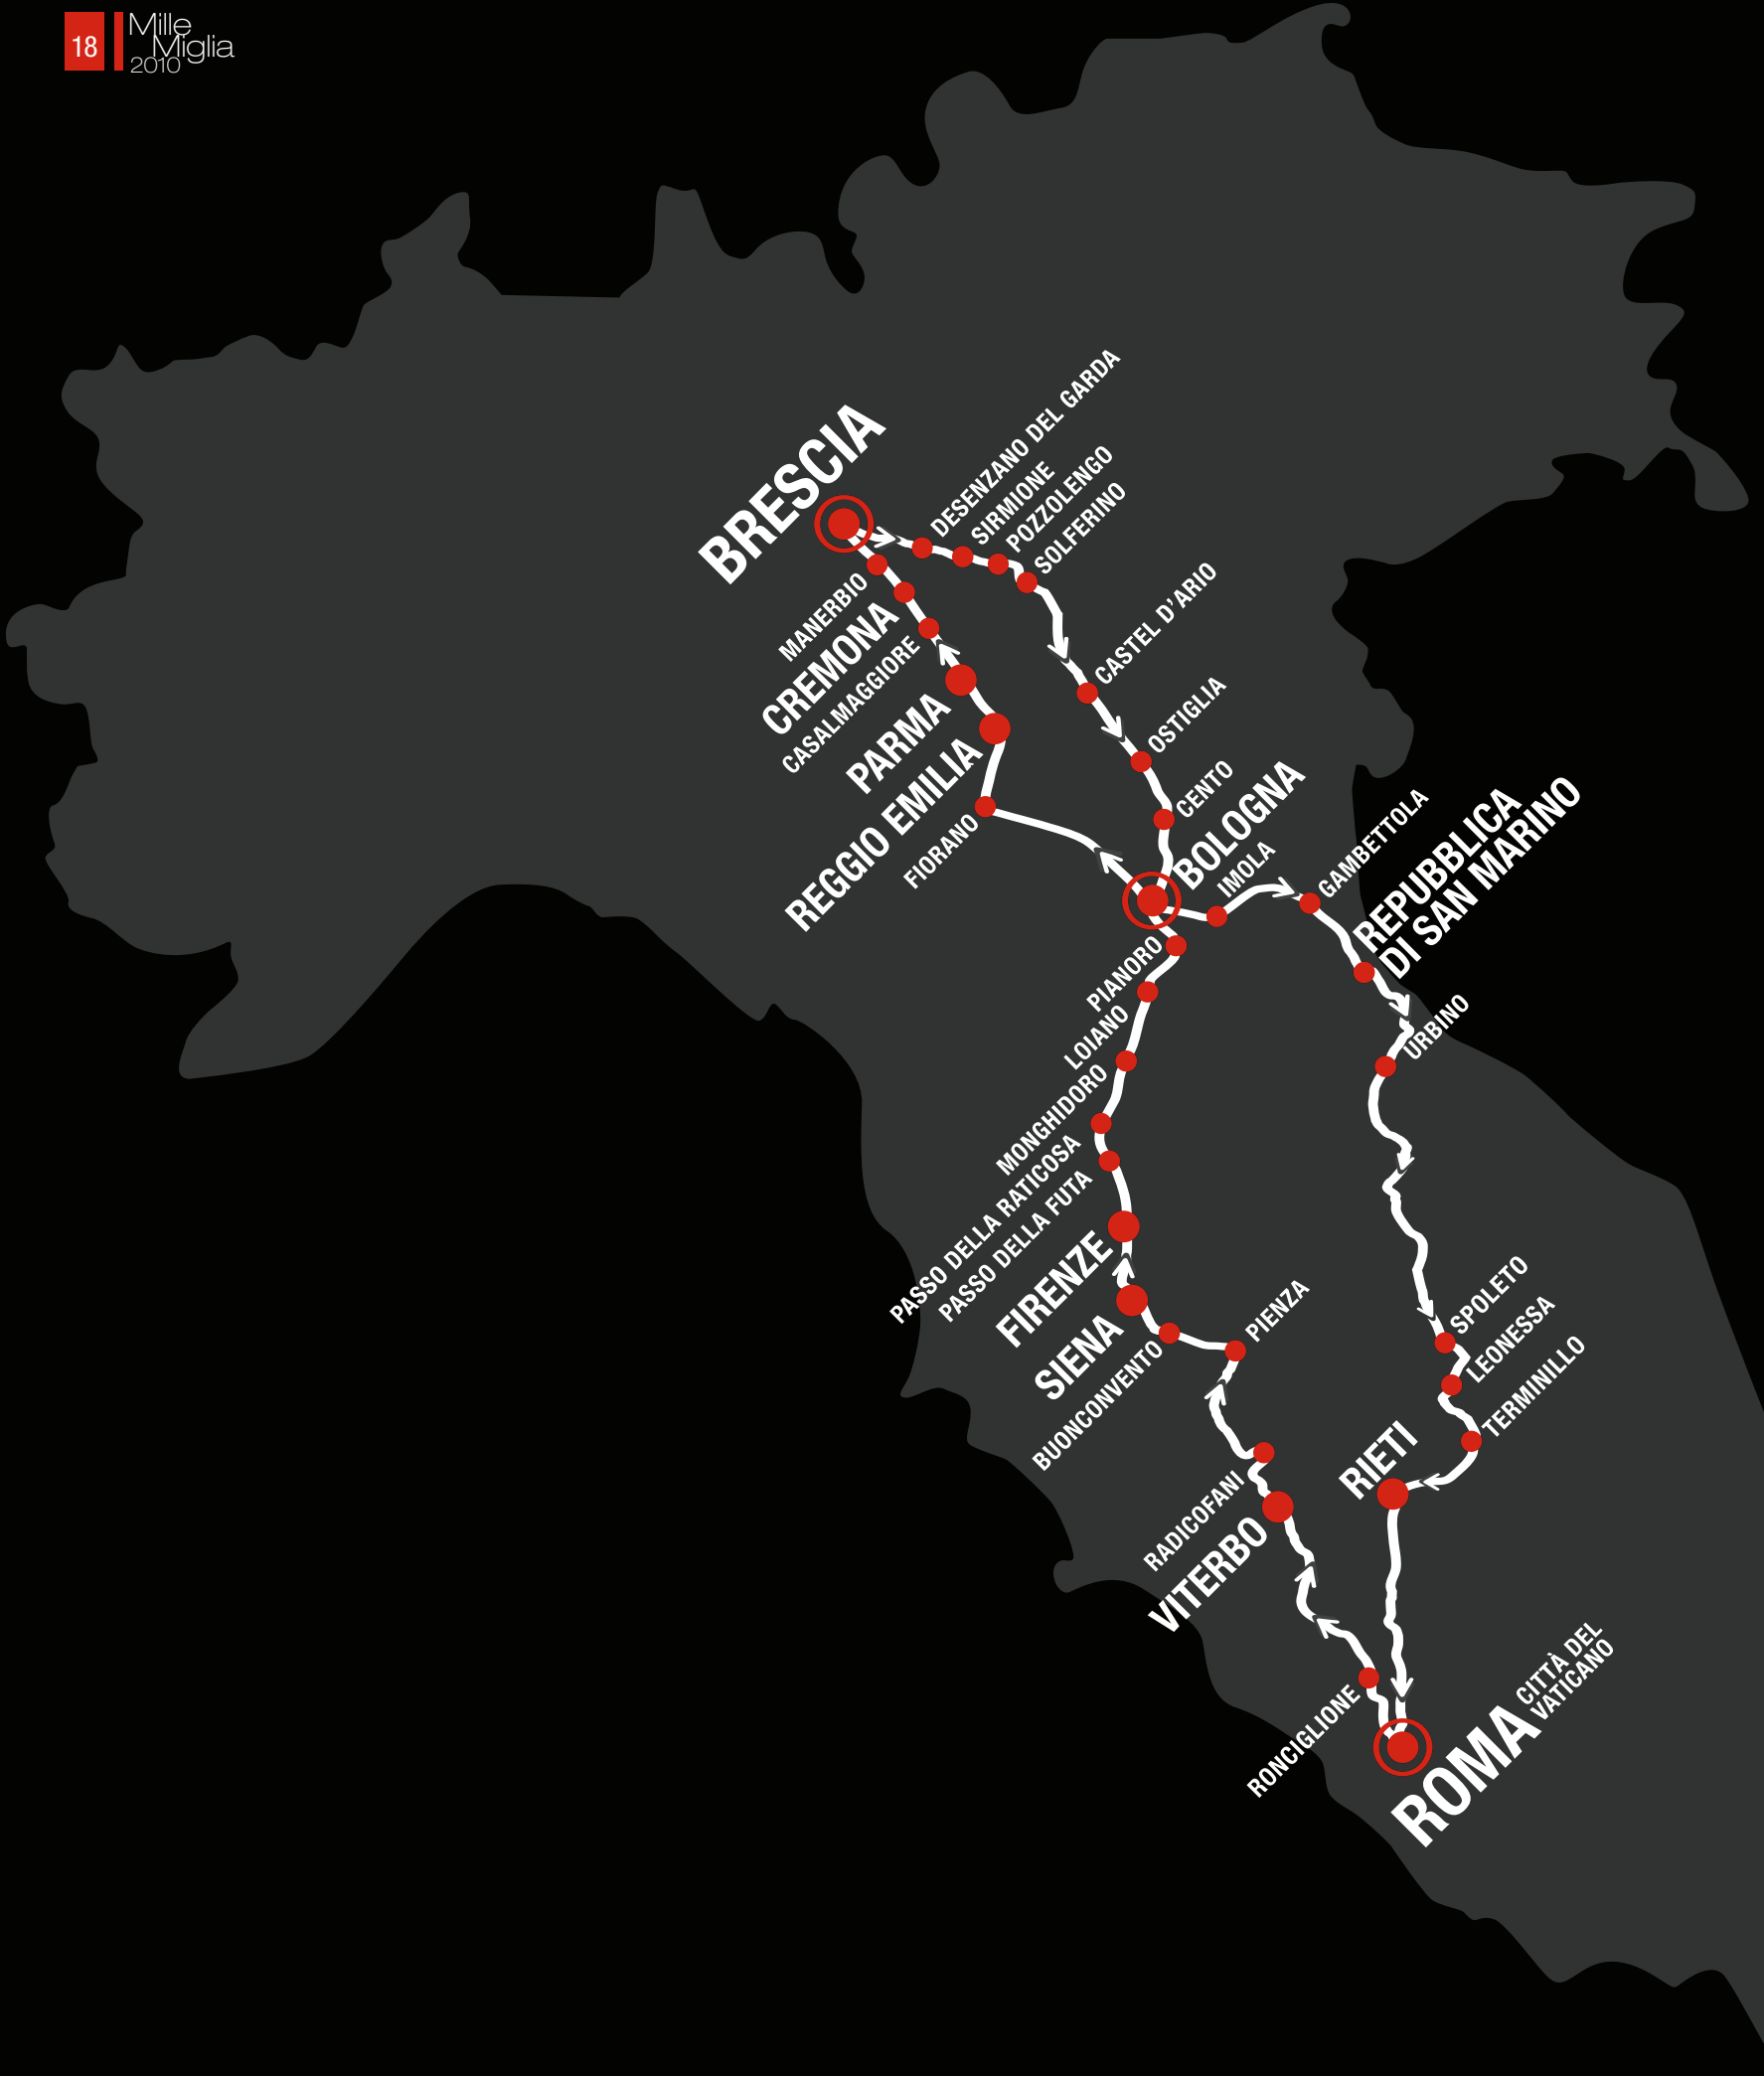 18
Mille
Miglia
2010
BRESCIA
DESENZANO DEL GARDA
SIRMIONE
POZZOLENGO
SOLFERINO
CASTEL D'ARIO
OSTIGLIA
CENTO
BOLOGNA
IMOLA
GAMBETTOLA
REPUBBLICA
DI SAN MARINO
URBINO
SPOLETO
LEONESSA
TERMINILLO
RIETI
CITTÀ DEL
VATICANO
ROMA
RONCIGLIONE
VITERBO
RADICOFANI
PIENZA
BUONCONVENTO
SIENA
FIRENZE
PASSO DELLA FUTA
PASSO DELLA RATICOSA
MONGHIDORO
LOIANO
PIANORO
FIORANO
REGGIO EMILIA
PARMA
CASALMAGGIORE
CREMONA
MANERBIO